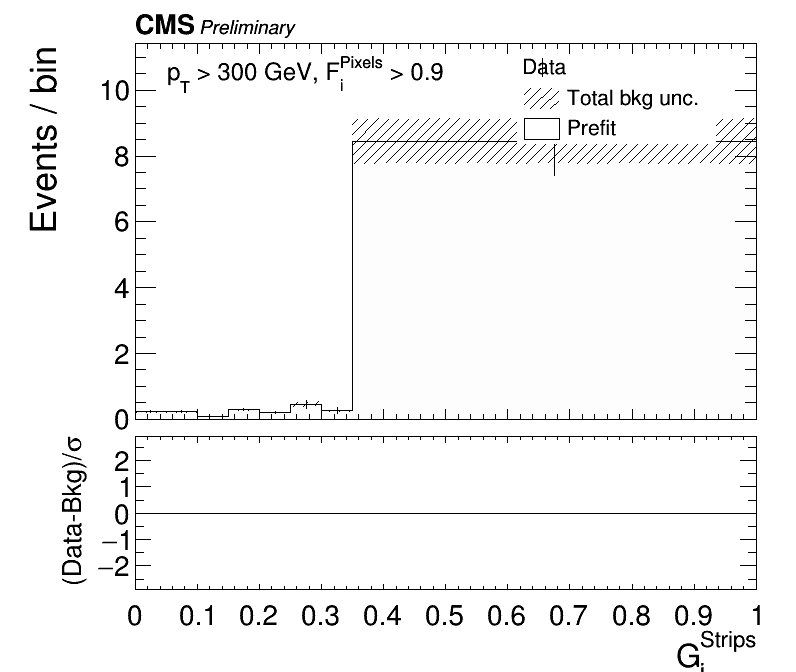 CMS Preliminary
Events / bin
p_T > 300 GeV, F_i^Pixels > 0.9
Data
Total bkg unc.
Prefit
10
8
6
4
2
0
(Data-Bkg)/σ
2
1
0
−1
−2
0 0.1 0.2 0.3 0.4 0.5 0.6 0.7 0.8 0.9 1
G_i^Strips